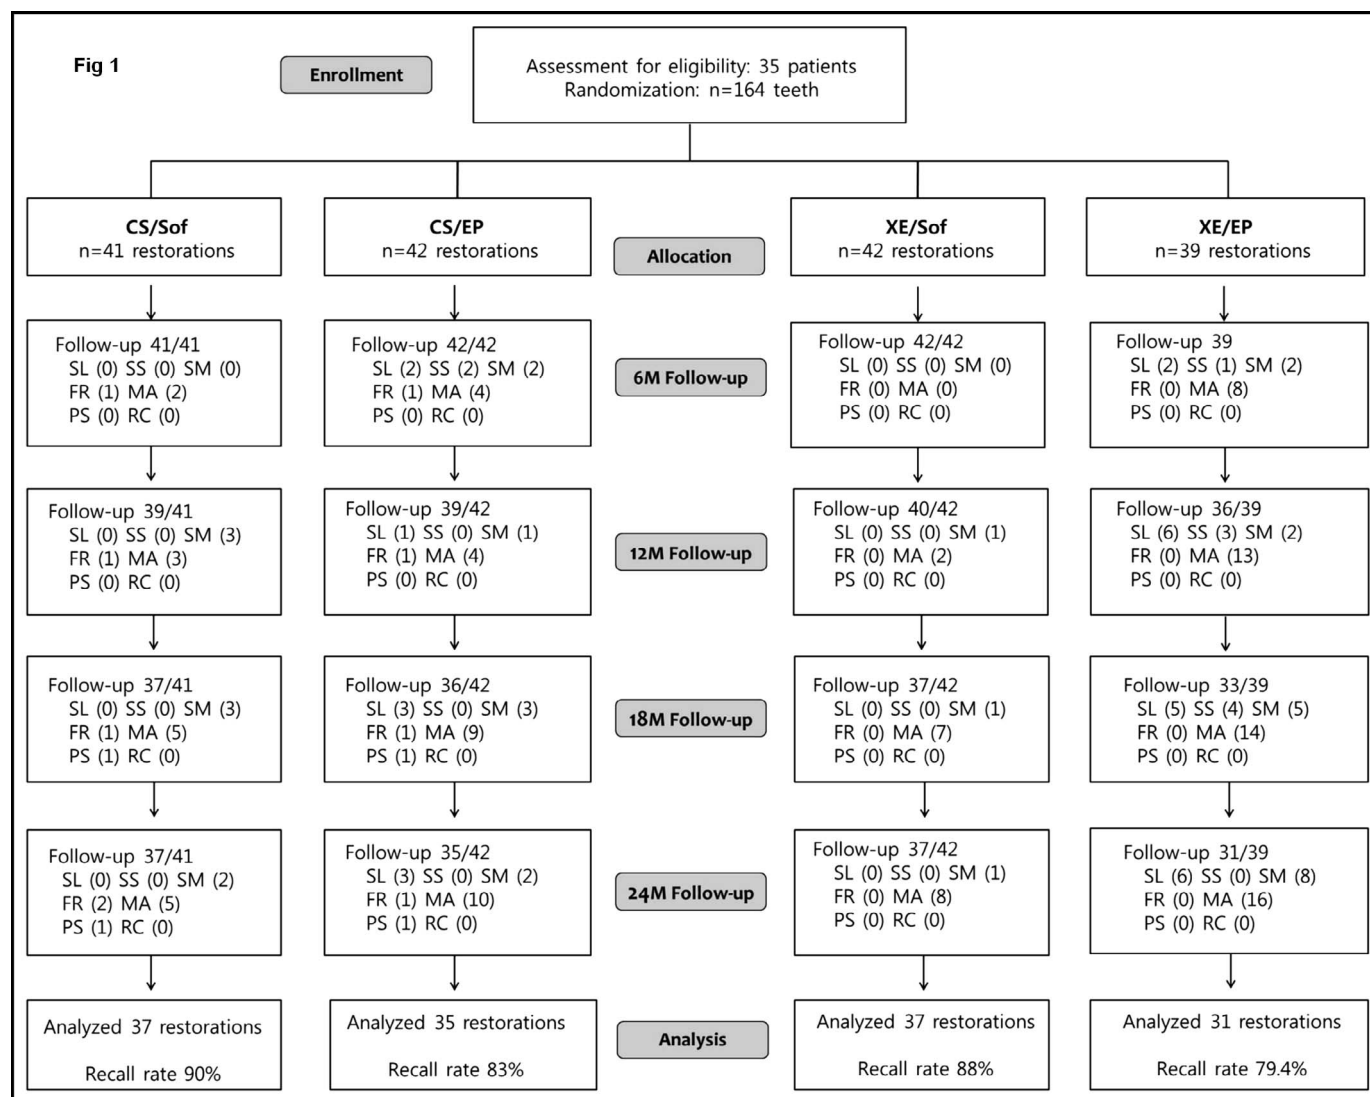 Fig 1
Enrollment
Assessment for eligibility: 35 patients
Randomization: n=164 teeth
CS/Sof
n=41 restorations
CS/EP
n=42 restorations
Allocation
XE/Sof
n=42 restorations
XE/EP
n=39 restorations
Follow-up 41/41
SL (0) SS (0) SM (0)
FR (1) MA (2)
PS (0) RC (0)
Follow-up 42/42
SL (2) SS (2) SM (2)
FR (1) MA (4)
PS (0) RC (0)
6M Follow-up
Follow-up 42/42
SL (0) SS (0) SM (0)
FR (0) MA (0)
PS (0) RC (0)
Follow-up 39
SL (2) SS (1) SM (2)
FR (0) MA (8)
PS (0) RC (0)
Follow-up 39/41
SL (0) SS (0) SM (3)
FR (1) MA (3)
PS (0) RC (0)
Follow-up 39/42
SL (1) SS (0) SM (1)
FR (1) MA (4)
PS (0) RC (0)
12M Follow-up
Follow-up 40/42
SL (0) SS (0) SM (1)
FR (0) MA (2)
PS (0) RC (0)
Follow-up 36/39
SL (6) SS (3) SM (2)
FR (0) MA (13)
PS (0) RC (0)
Follow-up 37/41
SL (0) SS (0) SM (3)
FR (1) MA (5)
PS (1) RC (0)
Follow-up 36/42
SL (3) SS (0) SM (3)
FR (1) MA (9)
PS (1) RC (0)
18M Follow-up
Follow-up 37/42
SL (0) SS (0) SM (1)
FR (0) MA (7)
PS (0) RC (0)
Follow-up 33/39
SL (5) SS (4) SM (5)
FR (0) MA (14)
PS (0) RC (0)
Follow-up 37/41
SL (0) SS (0) SM (2)
FR (2) MA (5)
PS (1) RC (0)
Follow-up 35/42
SL (3) SS (0) SM (2)
FR (1) MA (10)
PS (1) RC (0)
24M Follow-up
Follow-up 37/42
SL (0) SS (0) SM (1)
FR (0) MA (8)
PS (0) RC (0)
Follow-up 31/39
SL (6) SS (0) SM (8)
FR (0) MA (16)
PS (0) RC (0)
Analyzed 37 restorations
Recall rate 90%
Analyzed 35 restorations
Recall rate 83%
Analysis
Analyzed 37 restorations
Recall rate 88%
Analyzed 31 restorations
Recall rate 79.4%